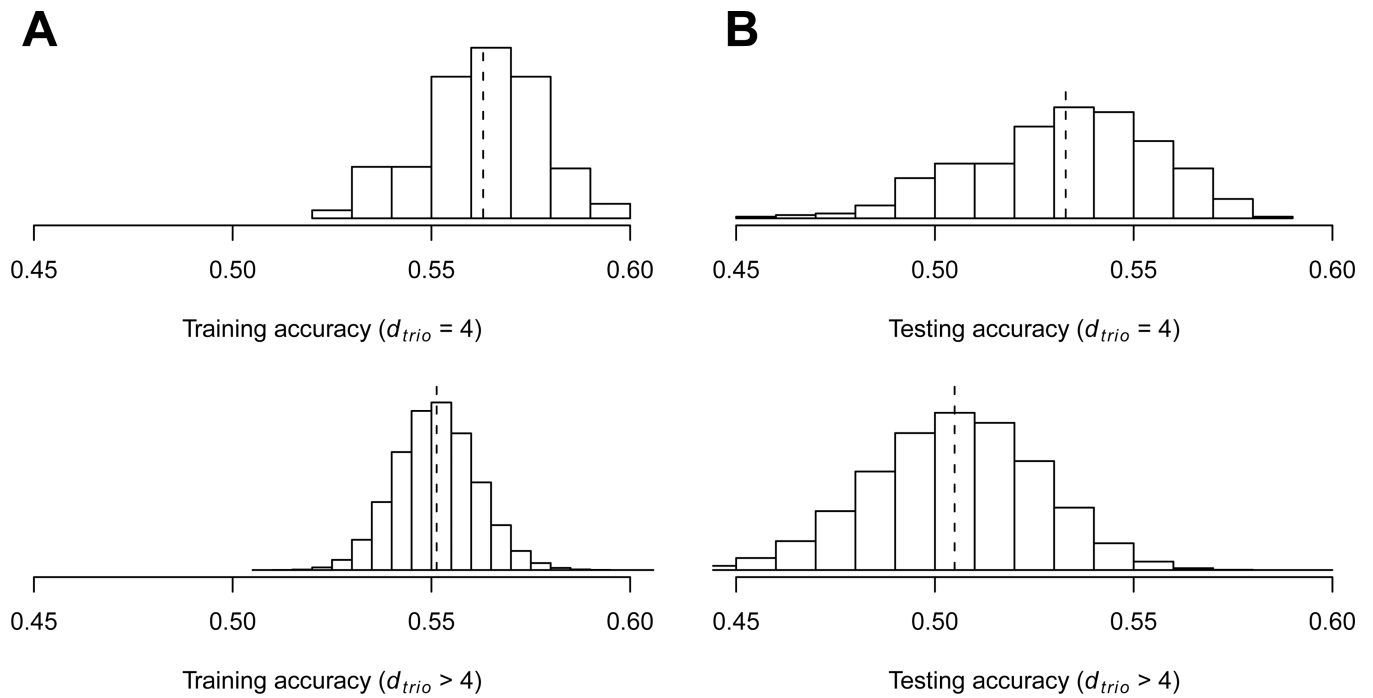 A
B
0.45 0.50 0.55 0.60
0.45 0.50 0.55 0.60
Training accuracy (d_trio = 4)
Testing accuracy (d_trio = 4)
0.45 0.50 0.55 0.60
0.45 0.50 0.55 0.60
Training accuracy (d_trio > 4)
Testing accuracy (d_trio > 4)